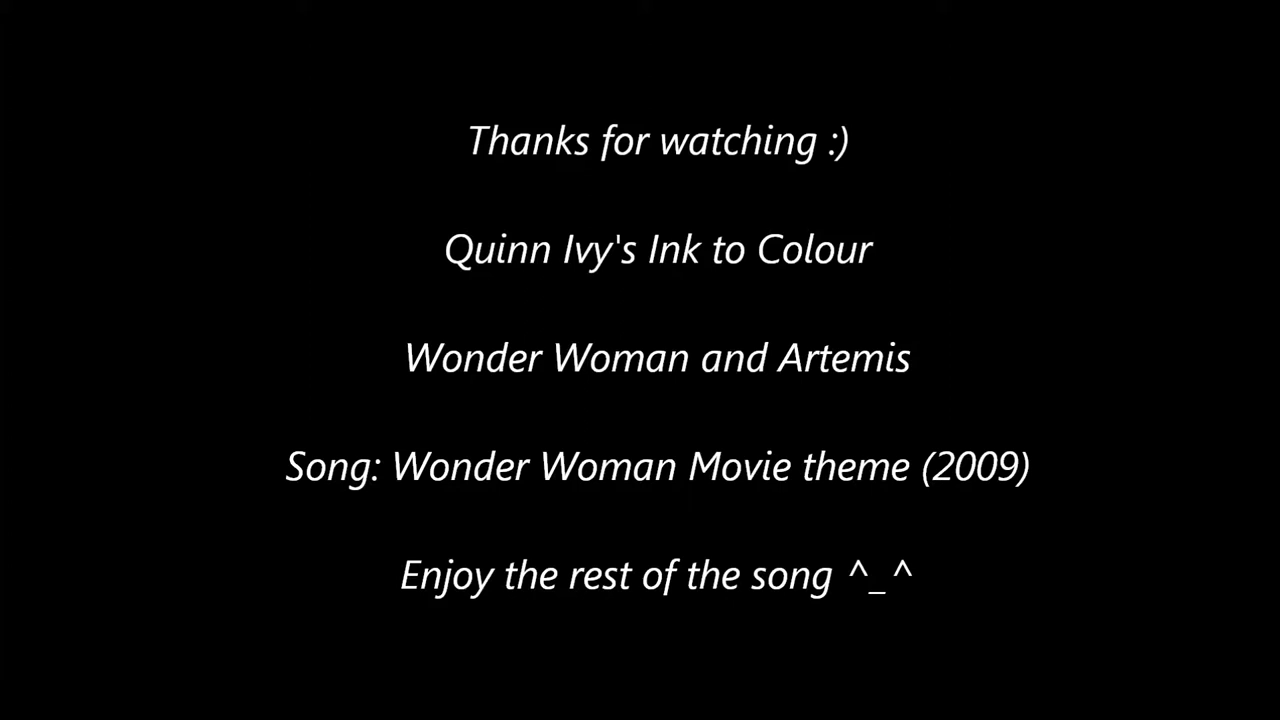 Thanks for watching :)
Quinn Ivy's Ink to Colour
Wonder Woman and Artemis
Song: Wonder Woman Movie theme (2009)
Enjoy the rest of the song ^_^